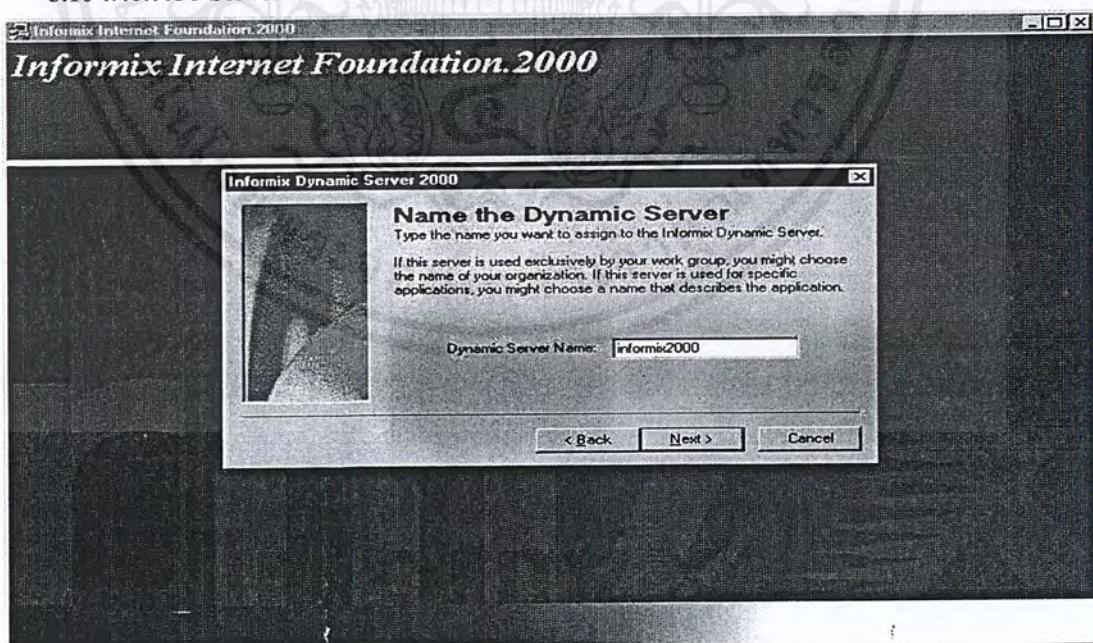 Informix Internet Foundation.2000
Informix Internet Foundation.2000
Informix Dynamic Server 2000
Name the Dynamic Server
Type the name you want to assign to the Informix Dynamic Server.
If this server is used exclusively by your work group, you might choose
the name of your organization. If this server is used for specific
applications, you might choose a name that describes the application.
Dynamic Server Name: informix2000
< Back Next > Cancel